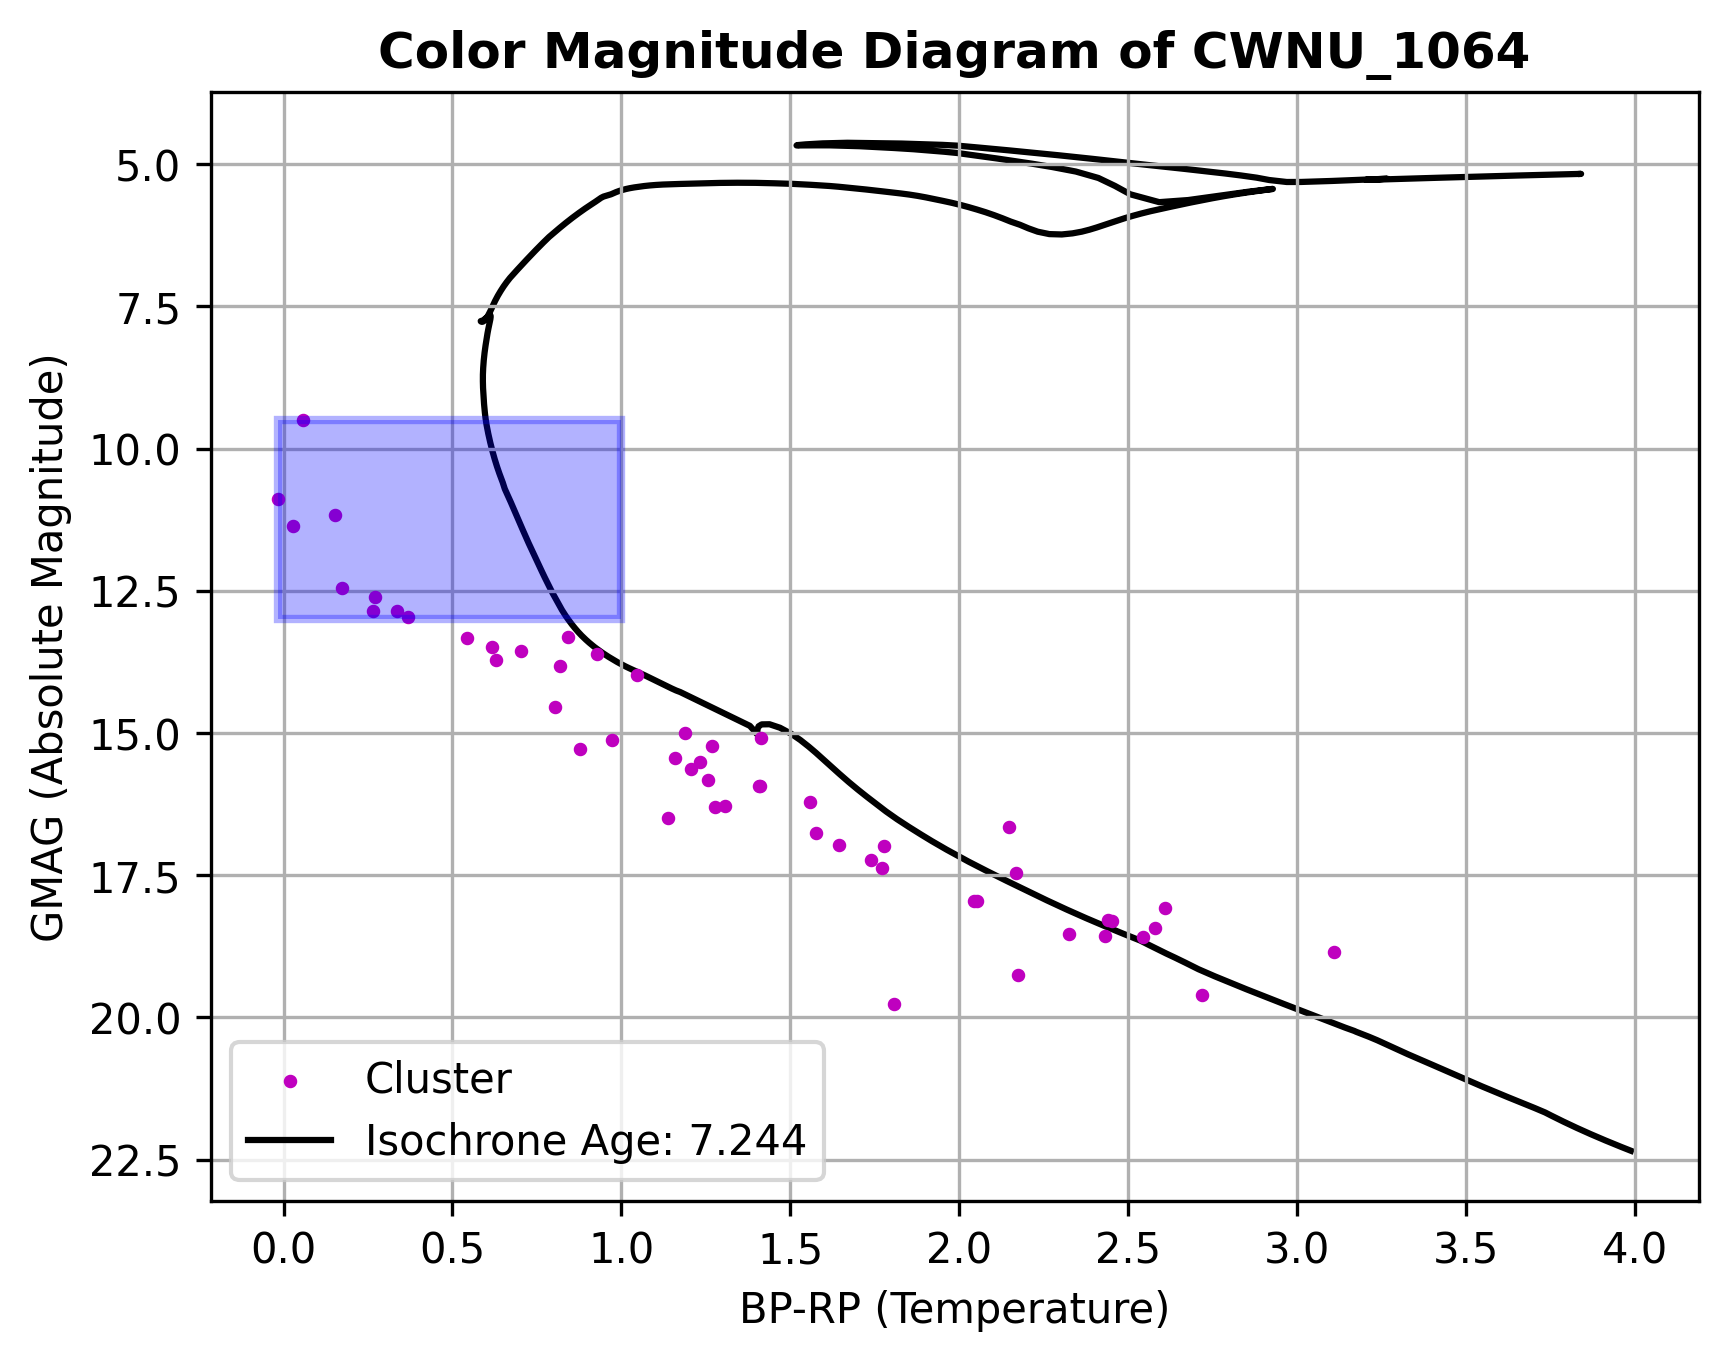 Color Magnitude Diagram of CWNU_1064
GMAG (Absolute Magnitude)
5.0
7.5
10.0
12.5
15.0
17.5
20.0
22.5
Cluster
Isochrone Age: 7.244
0.0 0.5 1.0 1.5 2.0 2.5 3.0 3.5 4.0
BP-RP (Temperature)